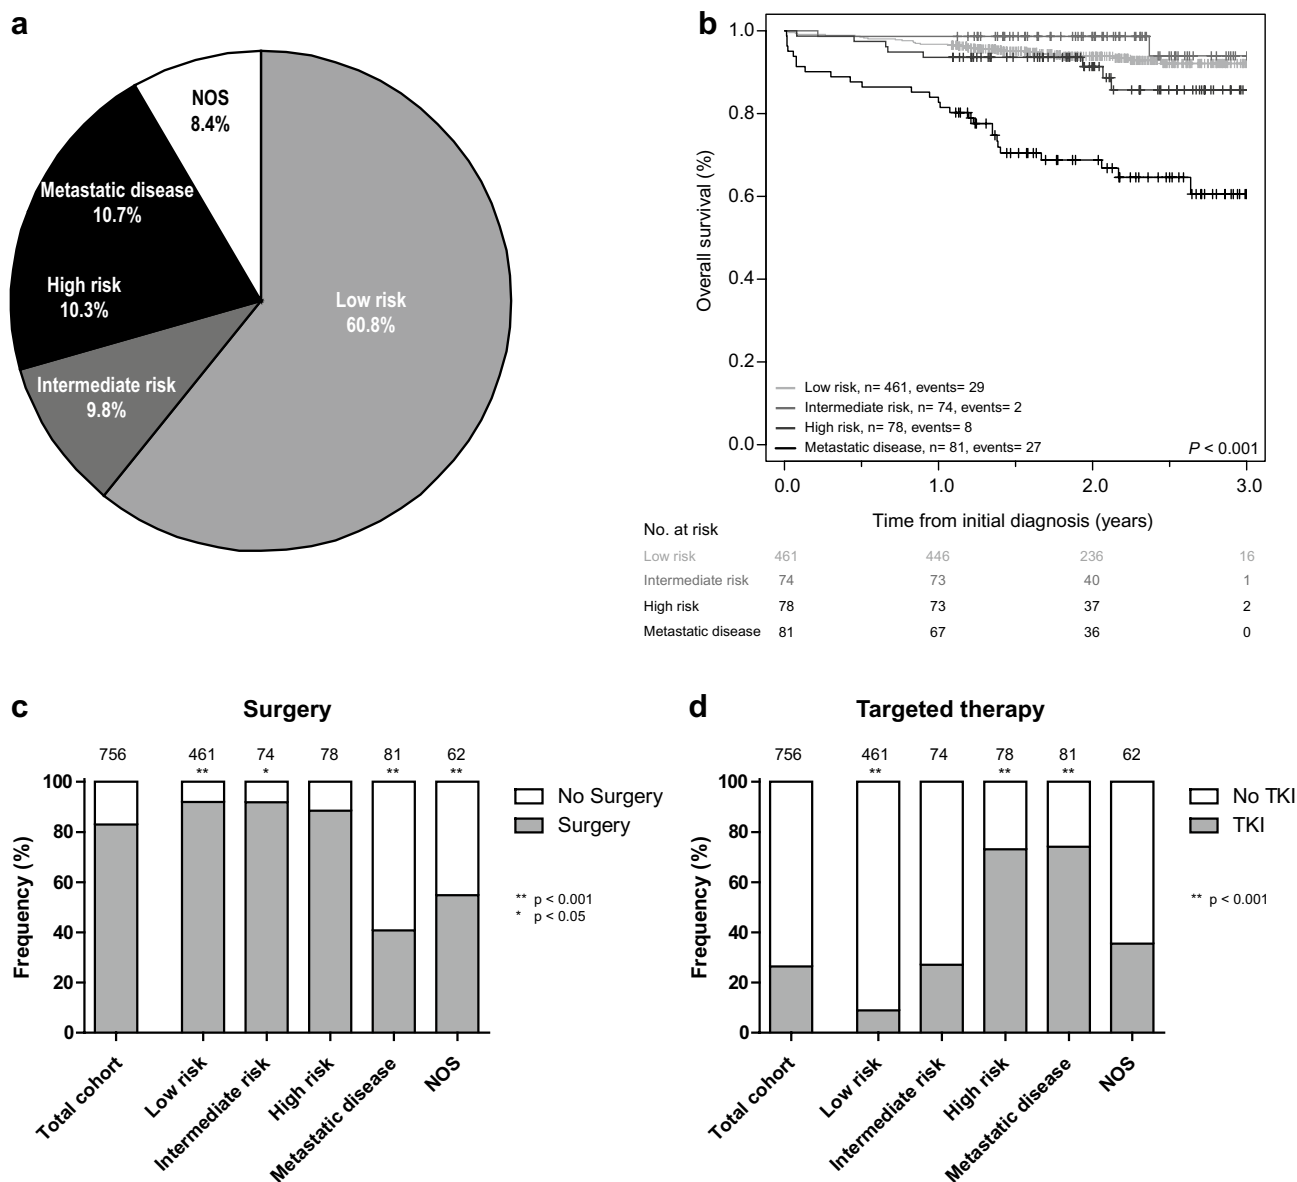 a
NOS
8.4%
Metastatic disease
10.7%
High risk
10.3%
Low risk
60.8%
Intermediate risk
9.8%
b
1.0
0.8
0.6
0.4
0.2
0.0
Overall survival (%)
Low risk, n= 461, events= 29
Intermediate risk, n= 74, events= 2
High risk, n= 78, events= 8
Metastatic disease, n= 81, events= 27
P < 0.001
0.0 1.0 2.0 3.0
Time from initial diagnosis (years)
No. at risk
Low risk 461 446 236 16
Intermediate risk 74 73 40 1
High risk 78 73 37 2
Metastatic disease 81 67 36 0
c
Surgery
756 461 74 78 81 62
** * ** **
100
80
60
40
20
0
Frequency (%)
No Surgery
Surgery
** p < 0.001
* p < 0.05
Total cohort
Low risk
Intermediate risk
High risk
Metastatic disease
NOS
d
Targeted therapy
756 461 74 78 81 62
** ** **
100
80
60
40
20
0
Frequency (%)
No TKI
TKI
** p < 0.001
Total cohort
Low risk
Intermediate risk
High risk
Metastatic disease
NOS